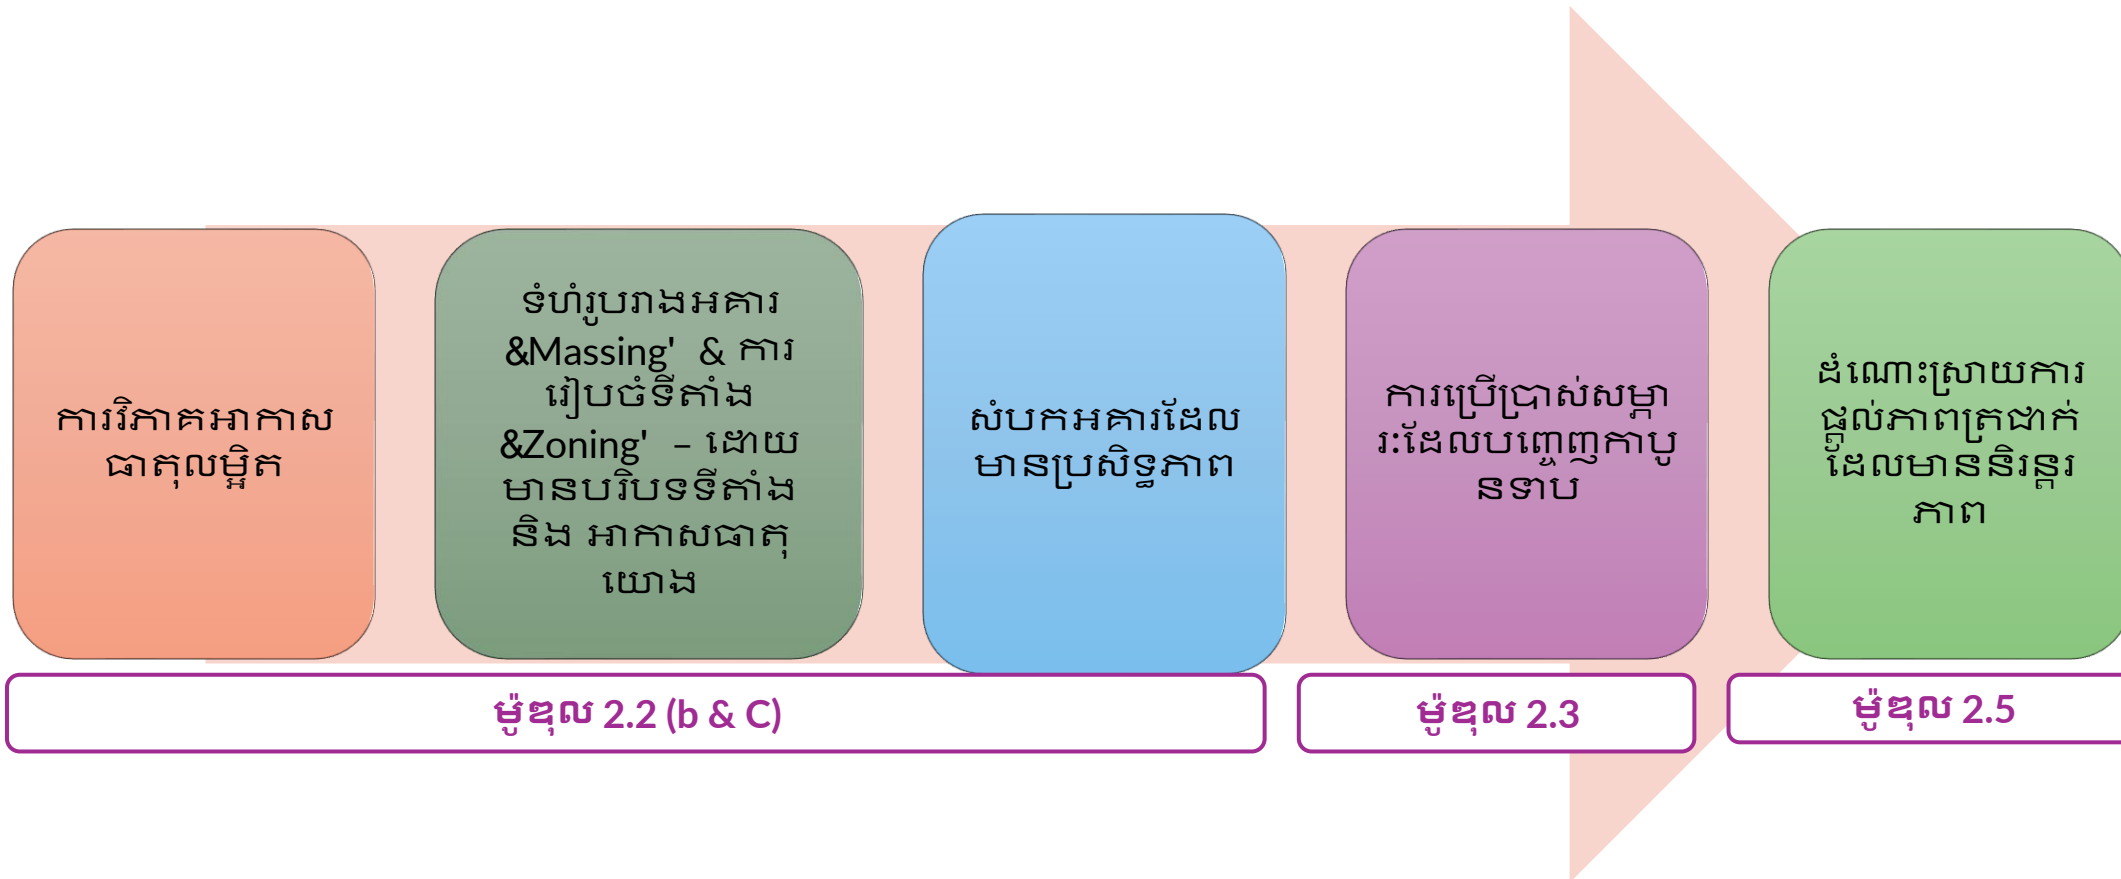 ការវិភាគអាកាស
ធាតុលម្អិត
ទំហំរូបរាងអគារ
&Massing' & ការ
រៀបចំទីតាំង
&Zoning' – ដោយ
មានបរិបទទីតាំង
និង អាកាសធាតុ
យោង
សំបកអគារដែល
មានប្រសិទ្ធភាព
ការប្រើប្រាស់សម្ភា
រ:ដែលបញ្ចេញកាបូ
នទាប
ដំណោះស្រាយការ
ផ្តល់ភាពត្រជាក់
ដែលមាននិរន្តរ
ភាព
ម៉ូឌុល 2.2 (b & C)
ម៉ូឌុល 2.3
ម៉ូឌុល 2.5